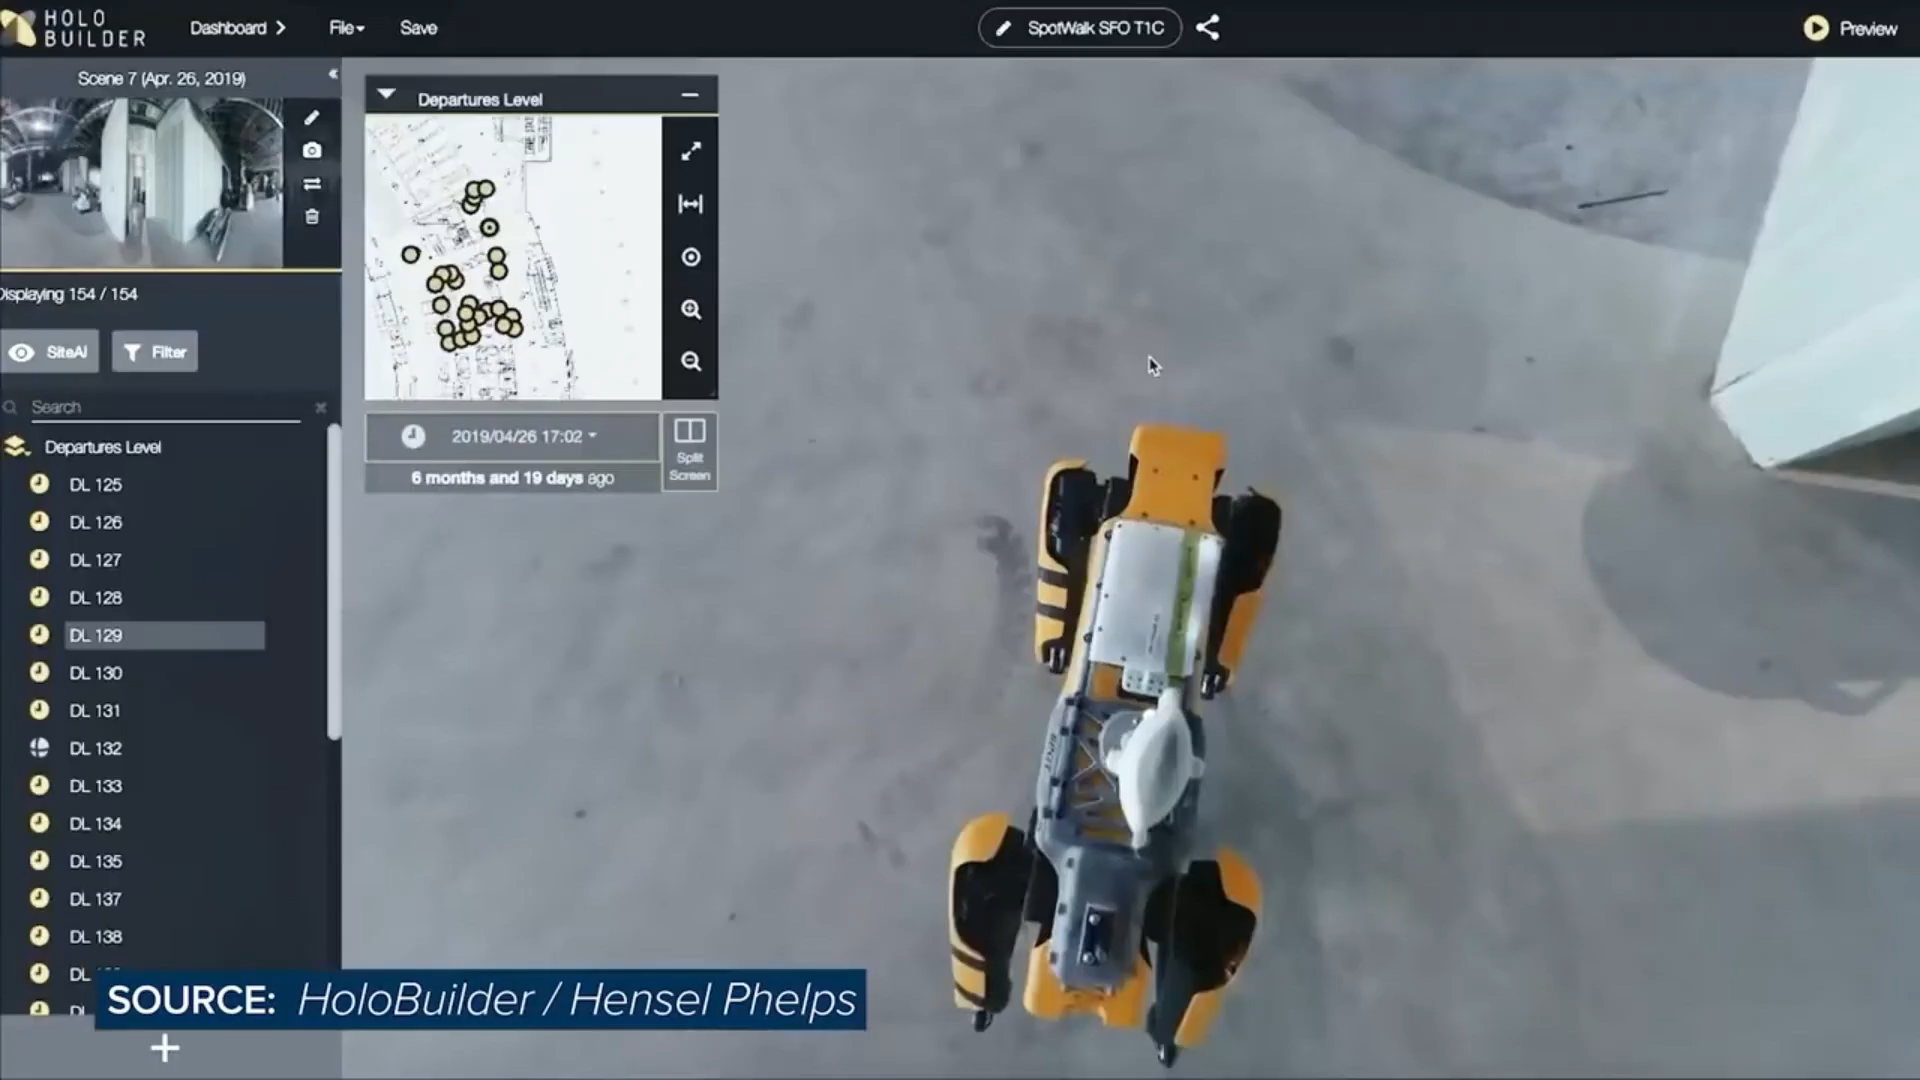 HOLO
BUILDER
Dashboard
File
Save
SpotWalk SFO T1C
Preview
Scene 7 (Apr. 26, 2019)
Displaying 154 / 154
SiteAI
Filter
Search
Departures Level
DL 125
DL 126
DL 127
DL 128
DL 129
DL 130
DL 131
DL 132
DL 133
DL 134
DL 135
DL 137
DL 138
DL
DL
Departures Level
2019/04/26 17:02
6 months and 19 days ago
Split
Screen
SPOT
SOURCE: HoloBuilder / Hensel Phelps